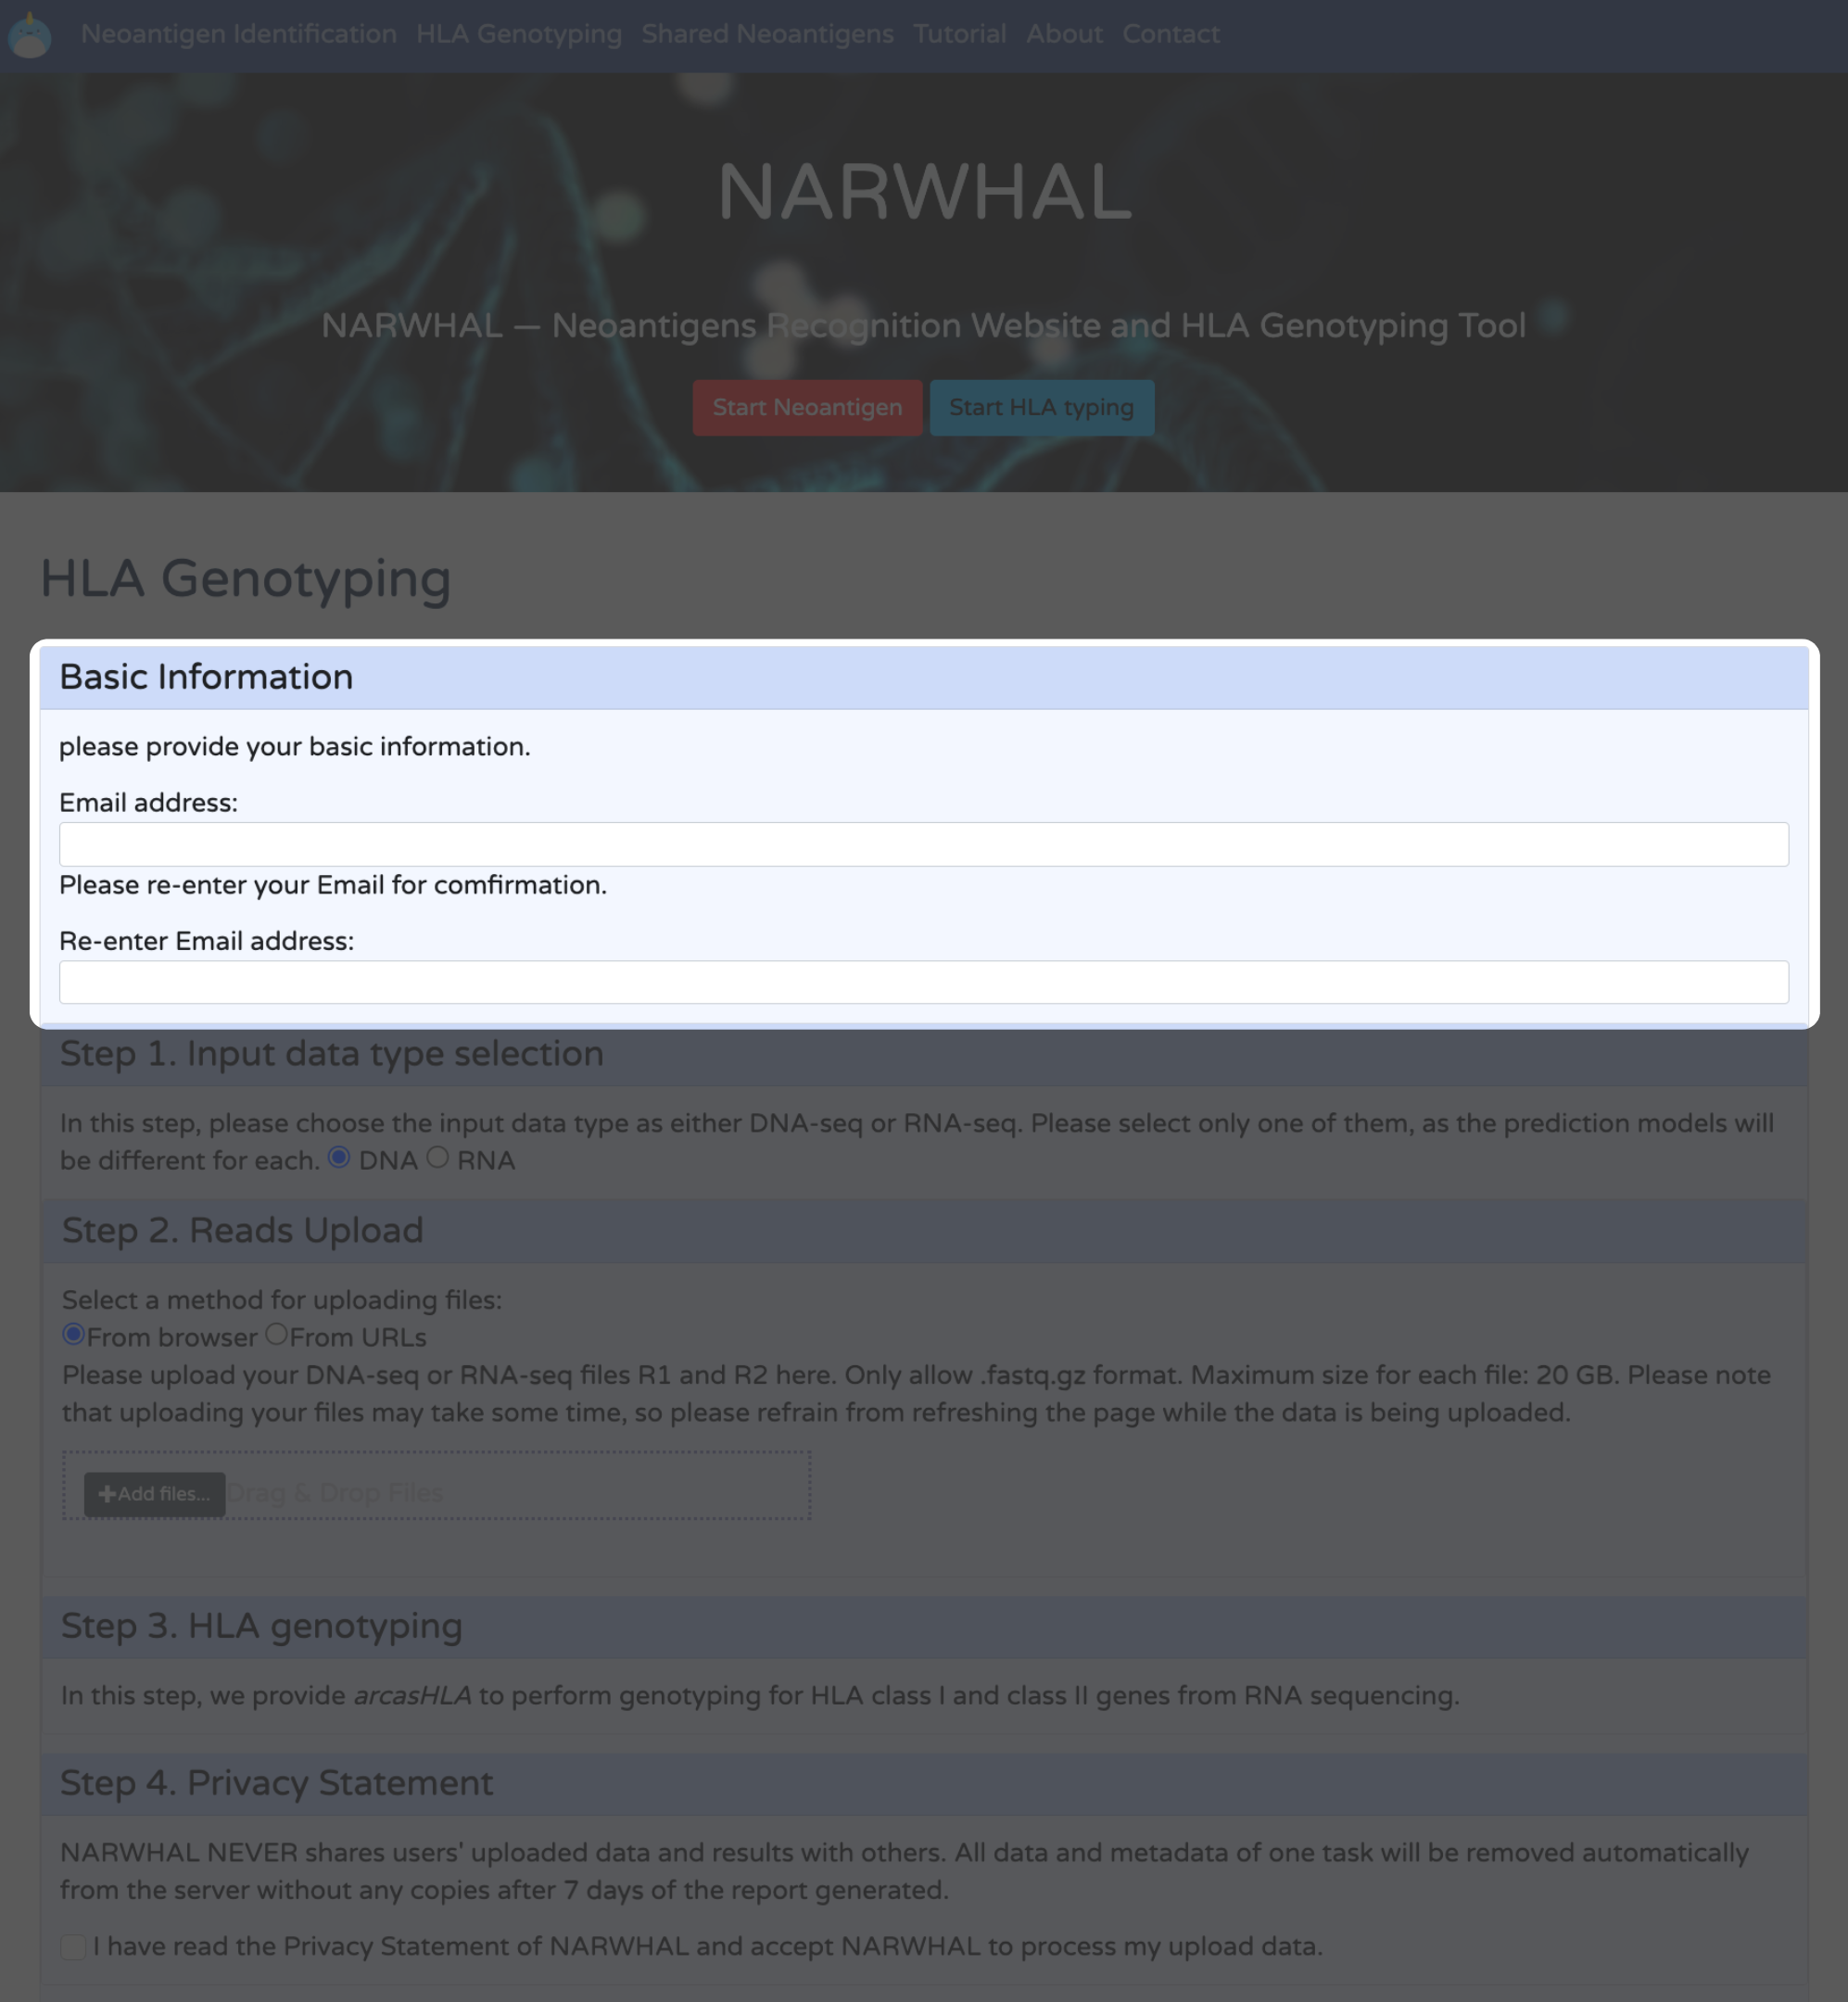 Neoantigen Identification HLA Genotyping Shared Neoantigens Tutorial About Contact
NARWHAL
NARWHAL — Neoantigens Recognition Website and HLA Genotyping Tool
Start Neoantigen Start HLA typing
HLA Genotyping
Basic Information
please provide your basic information.
Email address:
Please re-enter your Email for comfirmation.
Re-enter Email address:
Step 1. Input data type selection
In this step, please choose the input data type as either DNA-seq or RNA-seq. Please select only one of them, as the prediction models will
be different for each. DNA RNA
Step 2. Reads Upload
Select a method for uploading files:
From browser From URLs
Please upload your DNA-seq or RNA-seq files R1 and R2 here. Only allow .fastq.gz format. Maximum size for each file: 20 GB. Please note
that uploading your files may take some time, so please refrain from refreshing the page while the data is being uploaded.
Add files... Drag & Drop Files
Step 3. HLA genotyping
In this step, we provide arcasHLA to perform genotyping for HLA class I and class II genes from RNA sequencing.
Step 4. Privacy Statement
NARWHAL NEVER shares users' uploaded data and results with others. All data and metadata of one task will be removed automatically
from the server without any copies after 7 days of the report generated.
I have read the Privacy Statement of NARWHAL and accept NARWHAL to process my upload data.